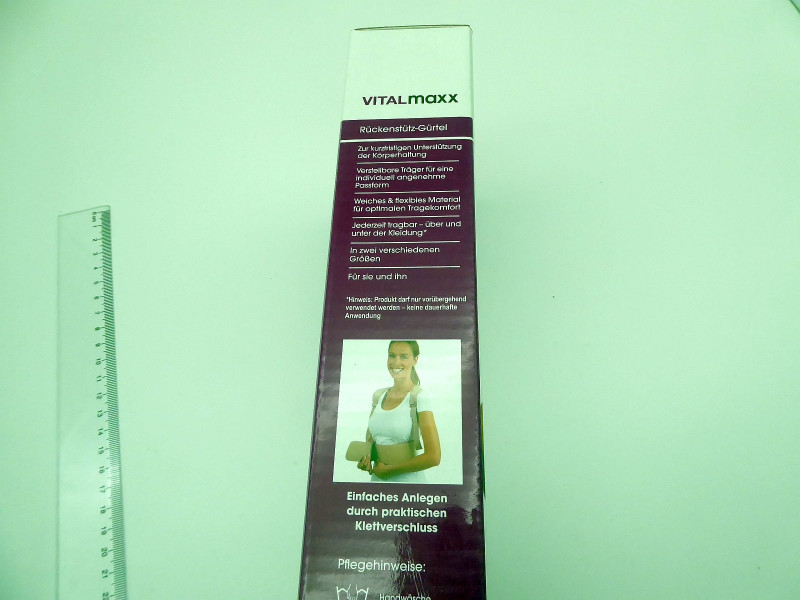 VITALmaxx
Rückenstütz-Gürtel
Zur kurzfristigen Unterstützung
der Körperhaltung
Verstellbare Träger für eine
individuell angenehme
Passform
Weiches & flexibles Material
für optimalen Tragekomfort
Jederzeit tragbar – über und
unter der Kleidung*
In zwei verschiedenen
Größen
Für sie und ihn
*Hinweis: Produkt darf nur vorübergehend
verwendet werden – keine dauerhafte
Anwendung
Einfaches Anlegen
durch praktischen
Klettverschluss
Pflegehinweise:
Handwäsche